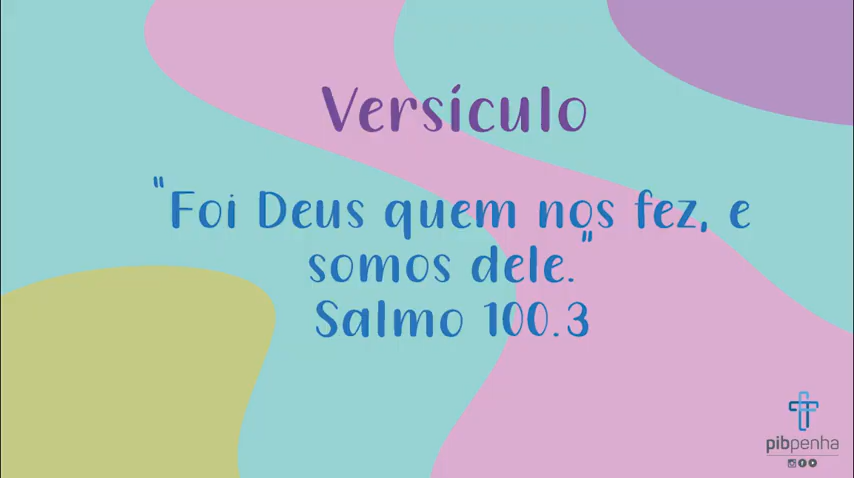 Versículo
"Foi Deus quem nos fez, e
somos dele."
Salmo 100.3
pibpenha